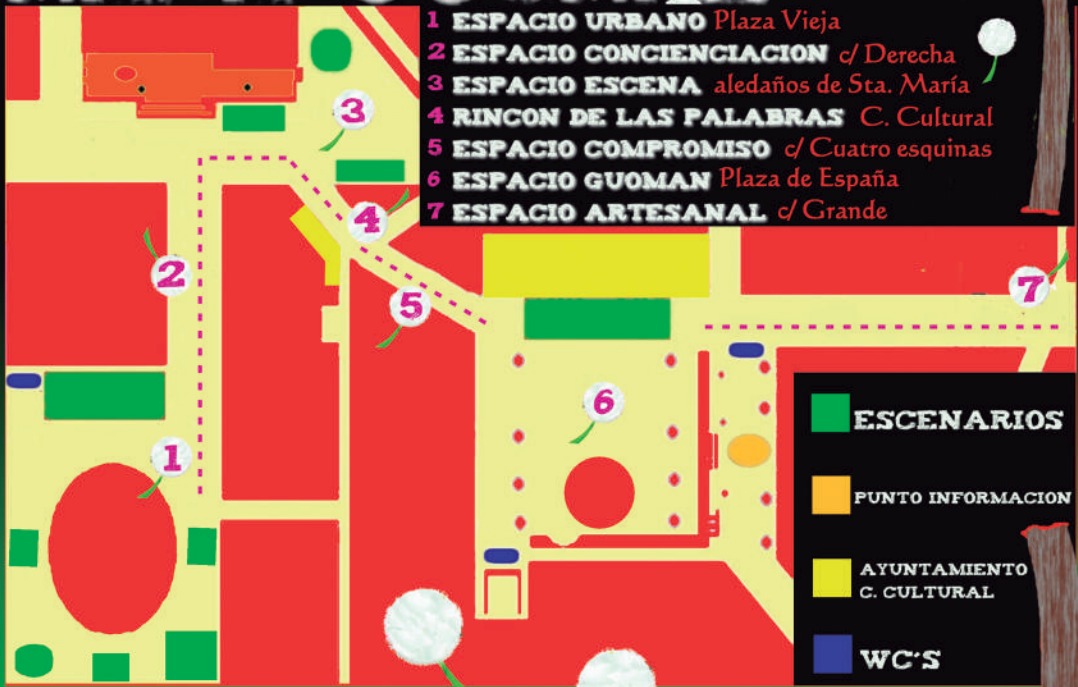 1 ESPACIO URBANO Plaza Vieja
2 ESPACIO CONCIENCIACION c/ Derecha
3 ESPACIO ESCENA aledaños de Sta. María
4 RINCON DE LAS PALABRAS C. Cultural
5 ESPACIO COMPROMISO c/ Cuatro esquinas
6 ESPACIO GUOMAN Plaza de España
7 ESPACIO ARTESANAL c/ Grande
3
4
2
5
7
6
1
ESCENARIOS
PUNTO INFORMACION
AYUNTAMIENTO
C. CULTURAL
WC'S